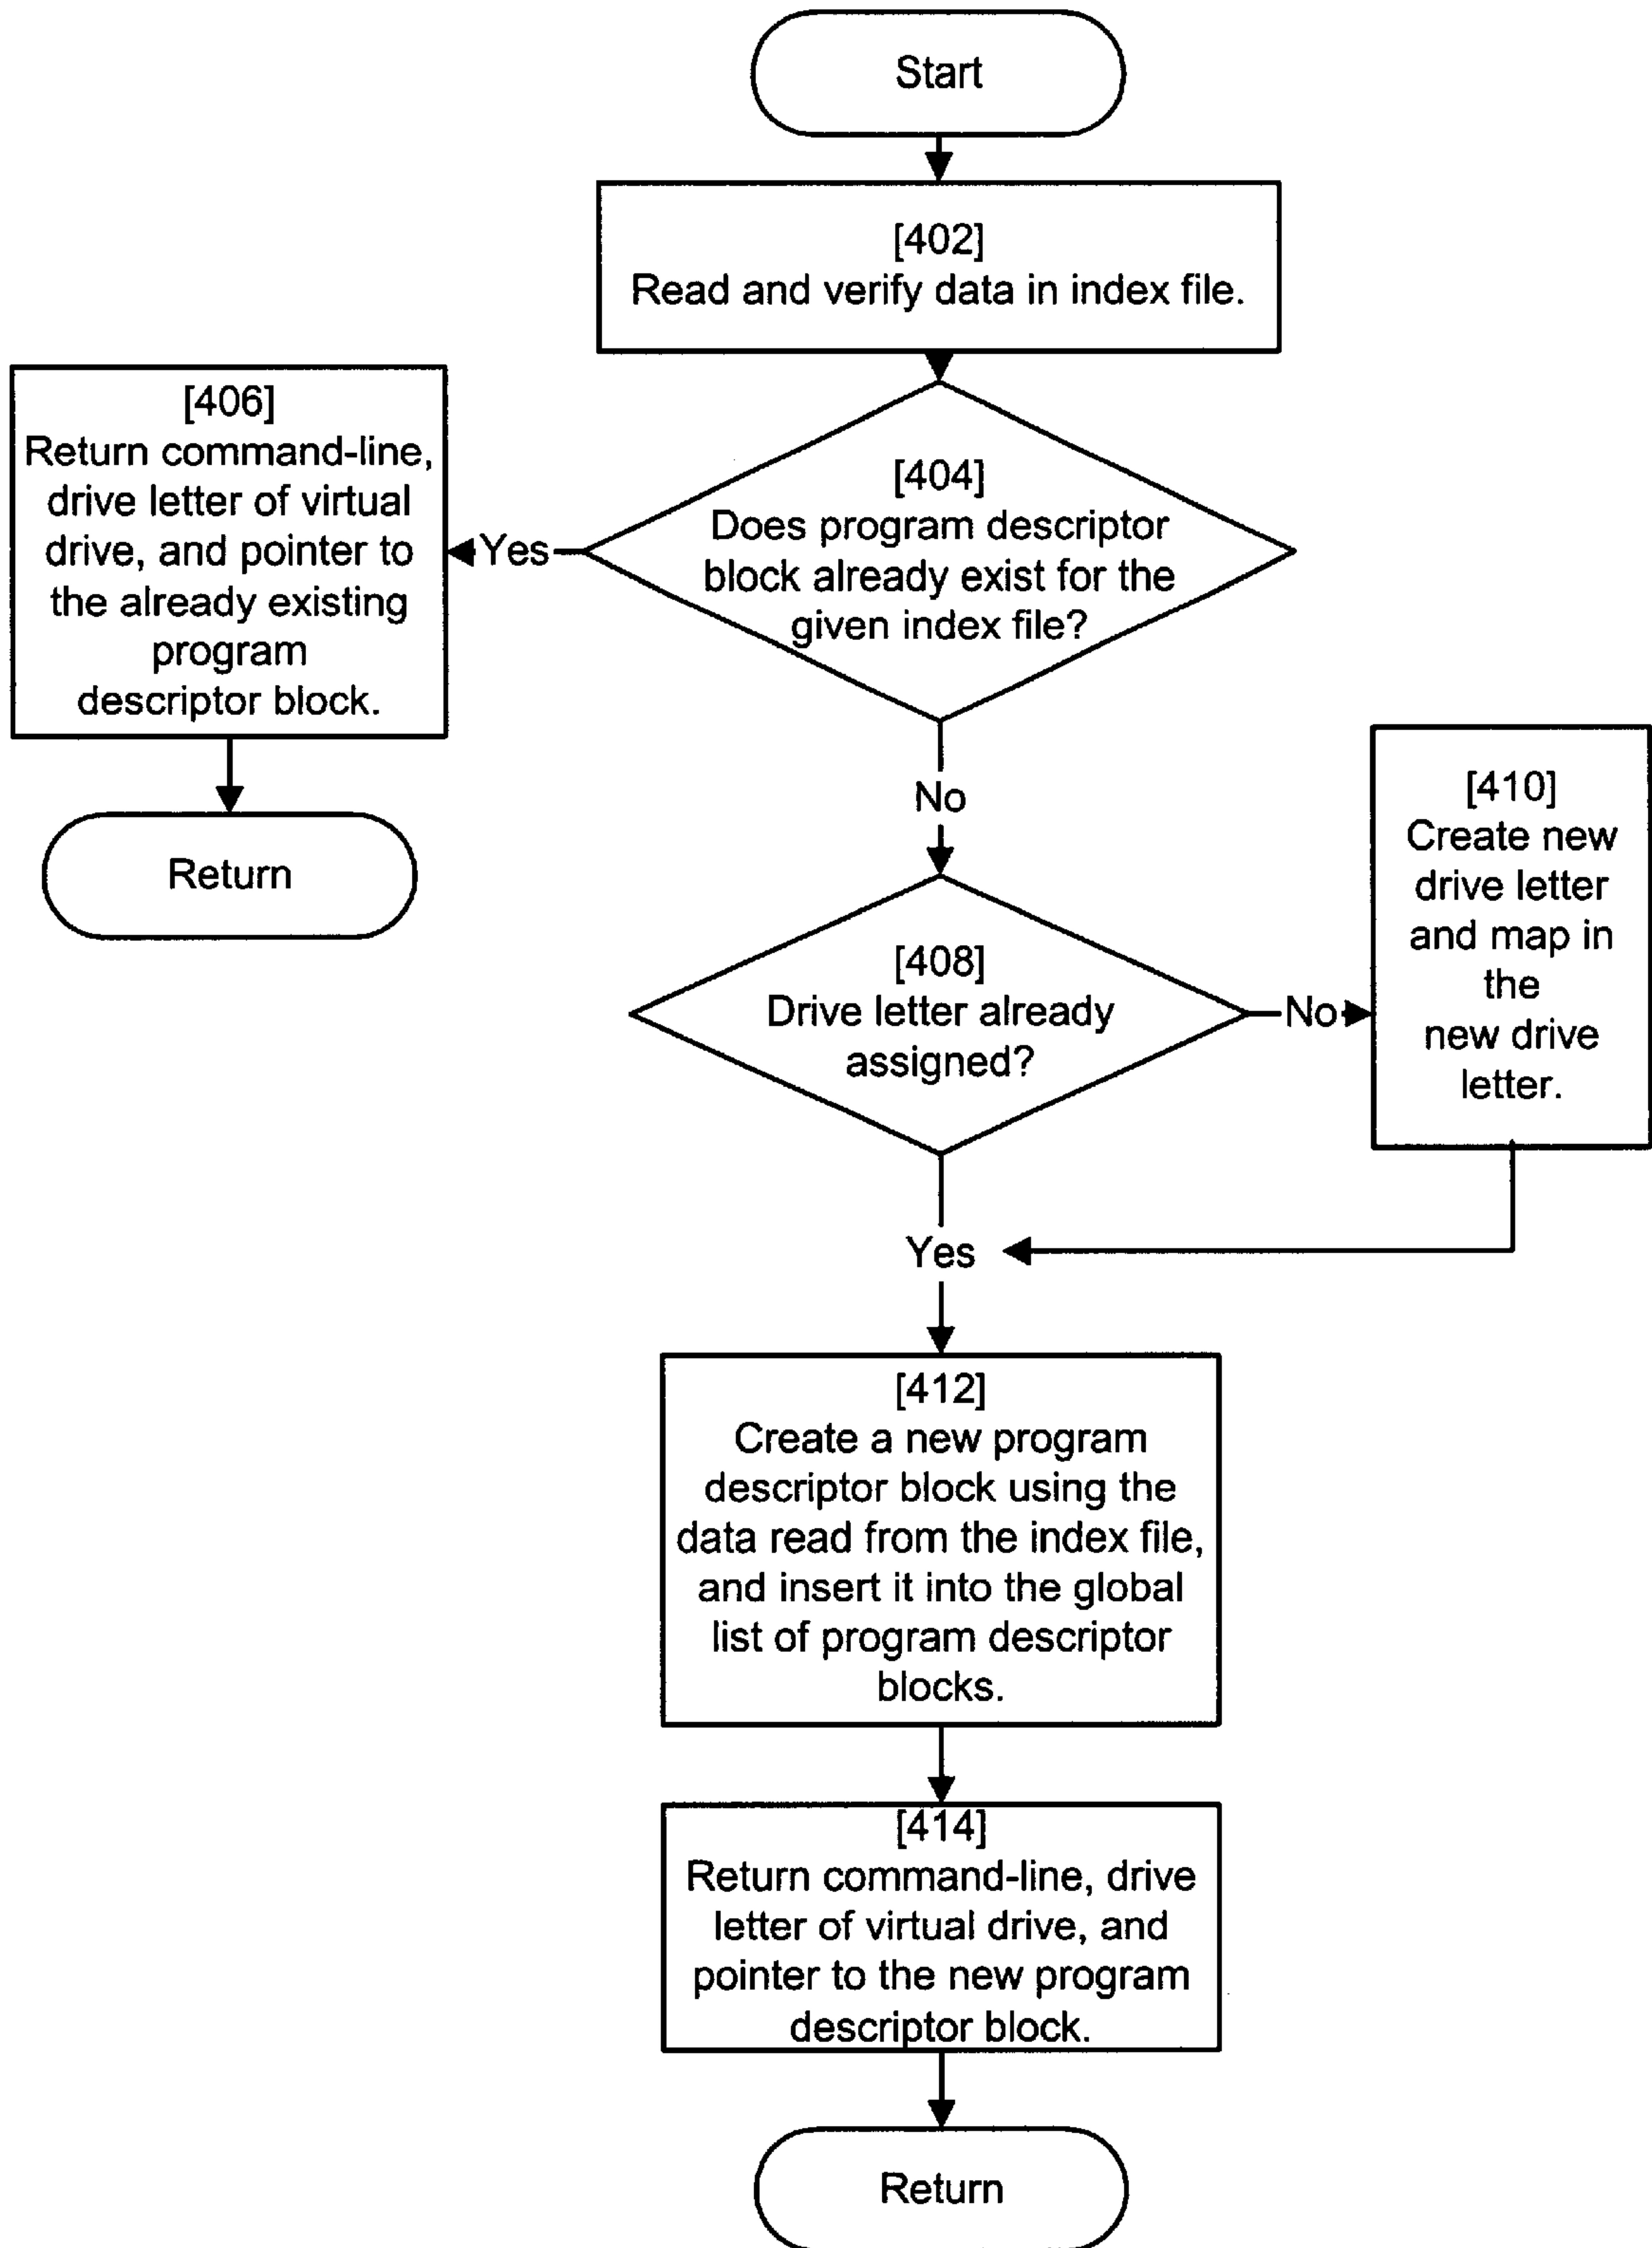 Start
[402]
Read and verify data in index file.
[406]
Return command-line,
drive letter of virtual
drive, and pointer to
the already existing
program
descriptor block.
Return
Yes
[404]
Does program descriptor
block already exist for the
given index file?
No
[408]
Drive letter already
assigned?
No
[410]
Create new
drive letter
and map in
the
new drive
letter.
Yes
[412]
Create a new program
descriptor block using the
data read from the index file,
and insert it into the global
list of program descriptor
blocks.
[414]
Return command-line, drive
letter of virtual drive, and
pointer to the new program
descriptor block.
Return